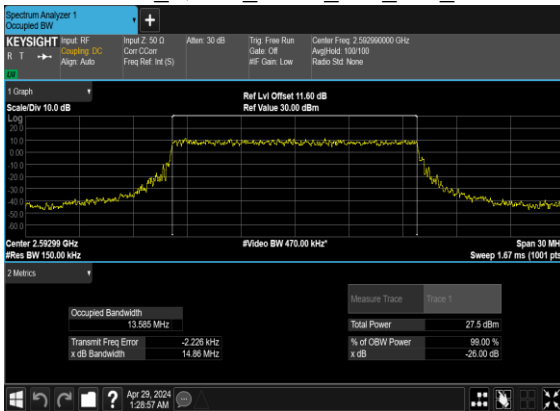 Spectrum Analyzer 1
Occupied BW
KEYSIGHT
R T
Input: RF
Coupling: DC
Align: Auto
Input Z: 50 Ω
Corr CCorr
Freq Ref: Int (S)
Atten: 30 dB
Trig: Free Run
Gate: Off
#IF Gain: Low
Center Freq: 2.592990000 GHz
Avg|Hold: 100/100
Radio Std: None
1 Graph
Scale/Div 10.0 dB
Ref Lvl Offset 11.60 dB
Ref Value 30.00 dBm
Log
20.0
10.0
0.00
-10.0
-20.0
-30.0
-40.0
-50.0
-60.0
Center 2.59299 GHz
#Res BW 150.00 kHz
#Video BW 470.00 kHz*
Span 30 MH
Sweep 1.67 ms (1001 pts
2 Metrics
Measure Trace
Trace 1
Occupied Bandwidth
13.585 MHz
Total Power
27.5 dBm
Transmit Freq Error
-2.226 kHz
% of OBW Power
99.00 %
x dB Bandwidth
14.86 MHz
x dB
-26.00 dB
?
Apr 29, 2024
1:28:57 AM